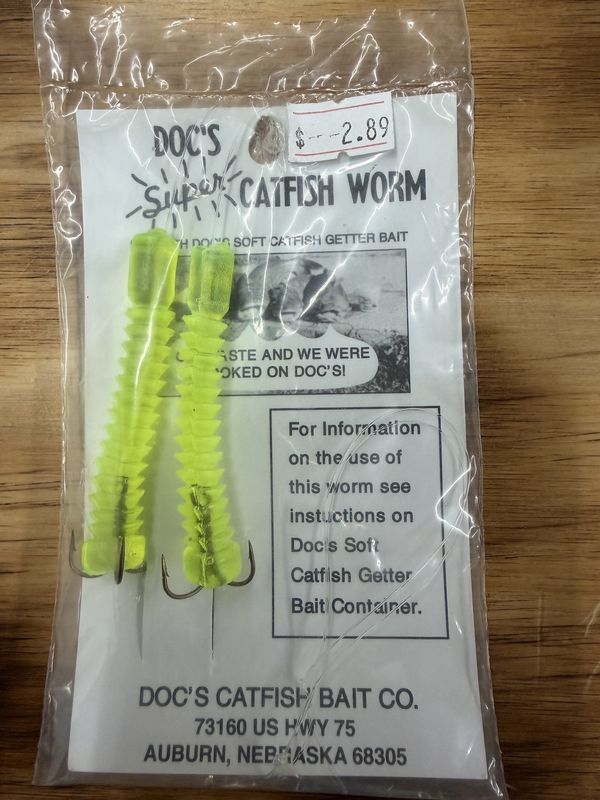 $---2.89
DOC'S
Super CATFISH WORM
DOC'S SOFT CATFISH GETTER BAIT
AND WE WERE
ON DOC'S!
For Information
on the use of
this worm see
instuctions on
Doc's Soft
Catfish Getter
Bait Container.
DOC'S CATFISH BAIT CO.
73160 US HWY 75
AUBURN, NEBRASKA 68305